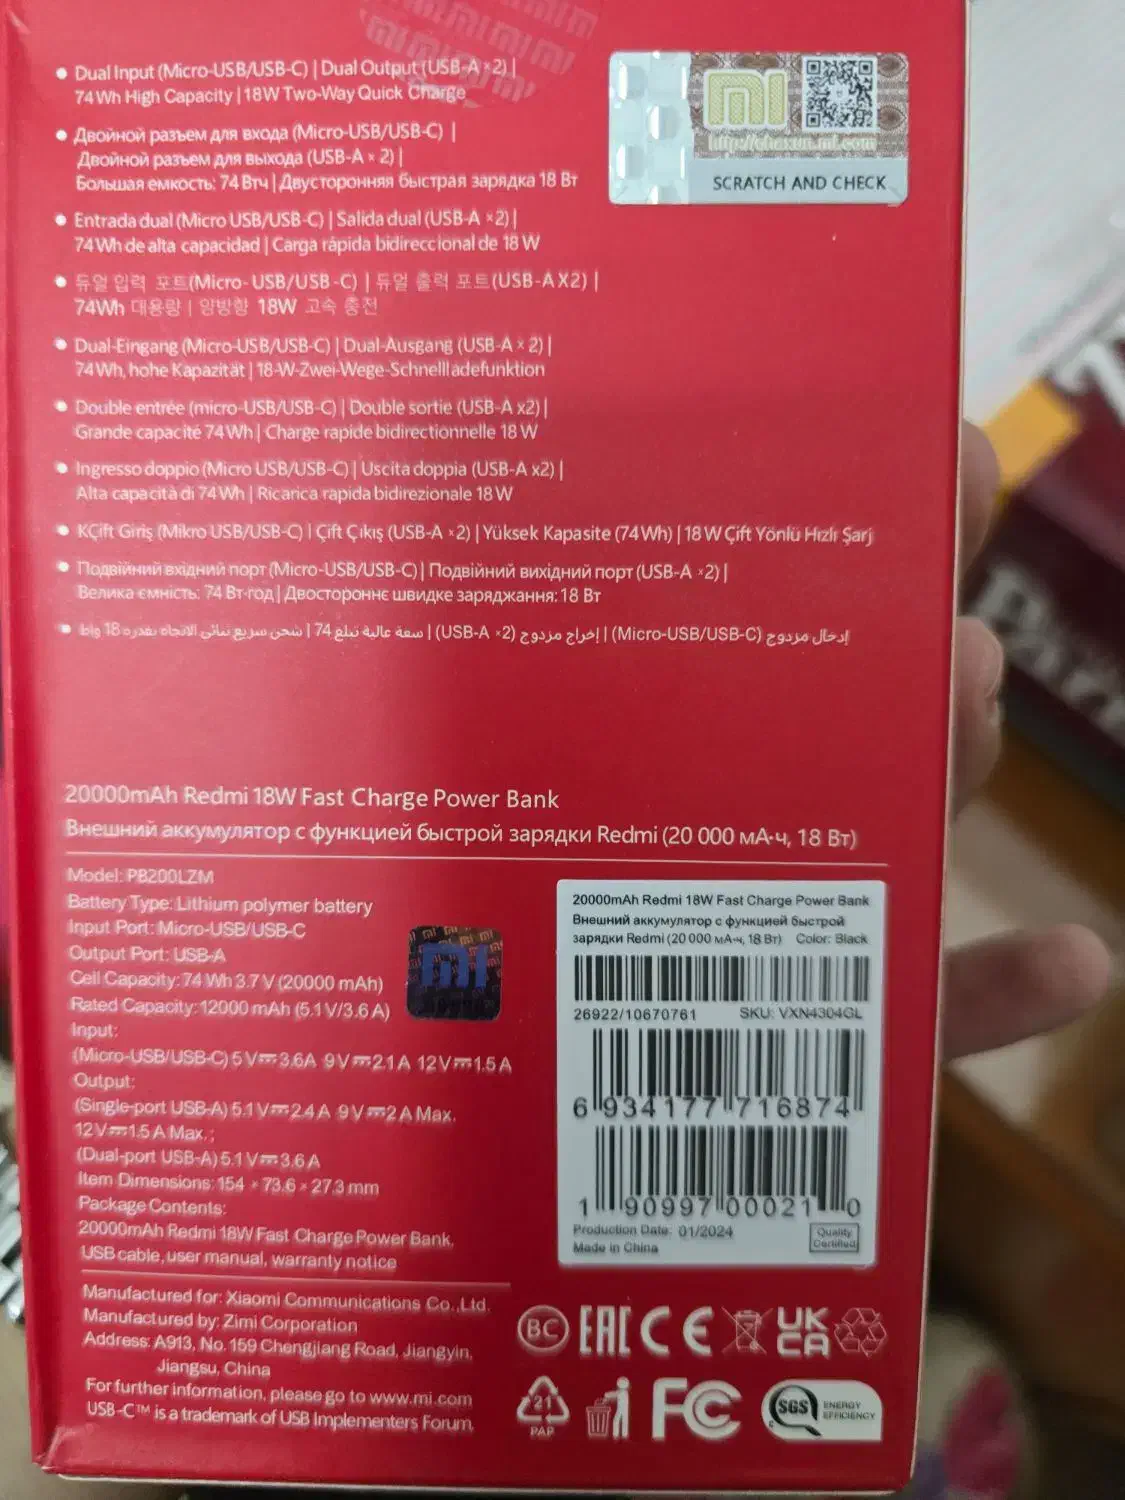 Dual Input (Micro-USB/USB-C) | Dual Output (USB-A ×2) |
74Wh High Capacity | 18W Two-Way Quick Charge
Двойной разъем для входа (Micro-USB/USB-C) |
Двойной разъем для выхода (USB-A × 2) |
Большая емкость: 74 Втч | Двусторонняя быстрая зарядка 18 Вт
Entrada dual (Micro USB/USB-C) | Salida dual (USB-A ×2) |
74Wh de alta capacidad | Carga rápida bidireccional de 18 W
듀얼 입력 포트(Micro- USB/USB -C) | 듀얼 출력 포트(USB-A X2) |
74Wh 대용량 | 양방향 18W 고속 충전
Dual-Eingang (Micro-USB/USB-C) | Dual-Ausgang (USB-A × 2) |
74 Wh, hohe Kapazität | 18-W-Zwei-Wege-Schnellladefunktion
Double entrée (micro-USB/USB-C) | Double sortie (USB-A x2) |
Grande capacité 74 Wh | Charge rapide bidirectionnelle 18 W
Ingresso doppio (Micro USB/USB-C) | Uscita doppia (USB-A x2) |
Alta capacità di 74 Wh | Ricarica rapida bidirezionale 18 W
KÇift Giriş (Mikro USB/USB-C) I Çift Çıkış (USB-A ×2) | Yüksek Kapasite (74 Wh) | 18 W Çift Yönlü Hızlı Şarj
Подвійний вхідний порт (Micro-USB/USB-C) | Подвійний вихідний порт (USB-A ×2) |
Велика ємність: 74 Вт·год | Двостороннє швидке заряджання: 18 Вт
إدخال مزدوج (Micro-USB/USB-C) | إخراج مزدوج (USB-A ×2) | سعة عالية تبلغ 74 | شحن سريع ثنائي الاتجاه بقدرة 18 واط
mi
http://chaxun.mi.com
SCRATCH AND CHECK
20000mAh Redmi 18W Fast Charge Power Bank
Внешний аккумулятор с функцией быстрой зарядки Redmi (20 000 мА·ч, 18 Вт)
Model: PB200LZM
Battery Type: Lithium polymer battery
Input Port: Micro-USB/USB-C
Output Port: USB-A
Cell Capacity: 74 Wh 3.7 V (20000 mAh)
Rated Capacity: 12000 mAh (5.1 V/3.6 A)
Input:
(Micro-USB/USB-C) 5 V⎓3.6A 9 V⎓2.1 A 12 V⎓1.5 A
Output:
(Single-port USB-A) 5.1 V⎓2.4 A 9 V⎓2 A Max.
12 V⎓1.5 A Max. ;
(Dual-port USB-A) 5.1 V⎓3.6 A
Item Dimensions: 154 × 73.6 × 27.3 mm
Package Contents:
20000mAh Redmi 18W Fast Charge Power Bank,
USB cable, user manual, warranty notice
mi
20000mAh Redmi 18W Fast Charge Power Bank
Внешний аккумулятор с функцией быстрой
зарядки Redmi (20 000 мА·ч, 18 Вт) Color: Black
26922/10670761 SKU: VXN4304GL
6 934177 716874
1 90997 00021 0
Production Date: 01/2024
Made in China
Quality
Certified
Manufactured for: Xiaomi Communications Co.,Ltd.
Manufactured by: Zimi Corporation
Address: A913, No. 159 Chengjiang Road, Jiangyin,
Jiangsu, China
For further information, please go to www.mi.com
USB-C™ is a trademark of USB Implementers Forum.
BC EAC CE UK
CA
21
PAP
FC
SGS ENERGY
EFFICIENCY